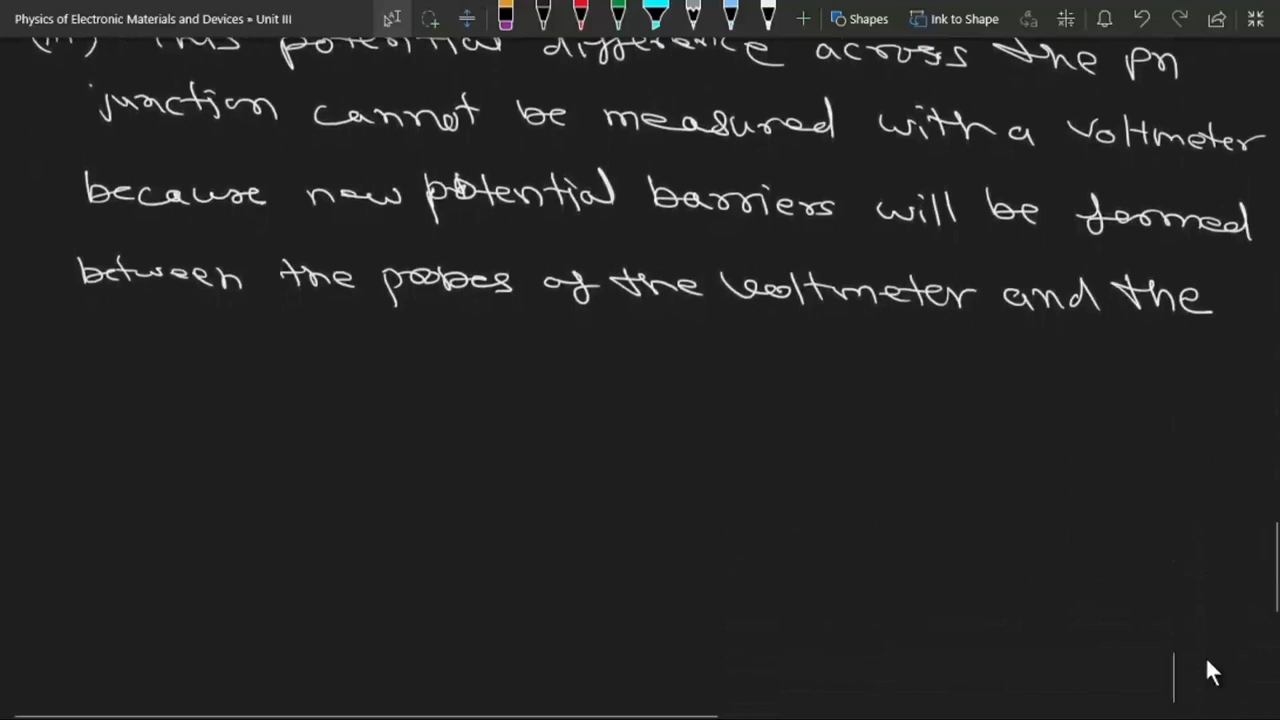 Physics of Electronic Materials and Devices » Unit III
Shapes
Ink to Shape
(iii) This potential difference across the pn
junction cannot be measured with a voltmeter
because new potential barriers will be formed
between the probes of the voltmeter and the